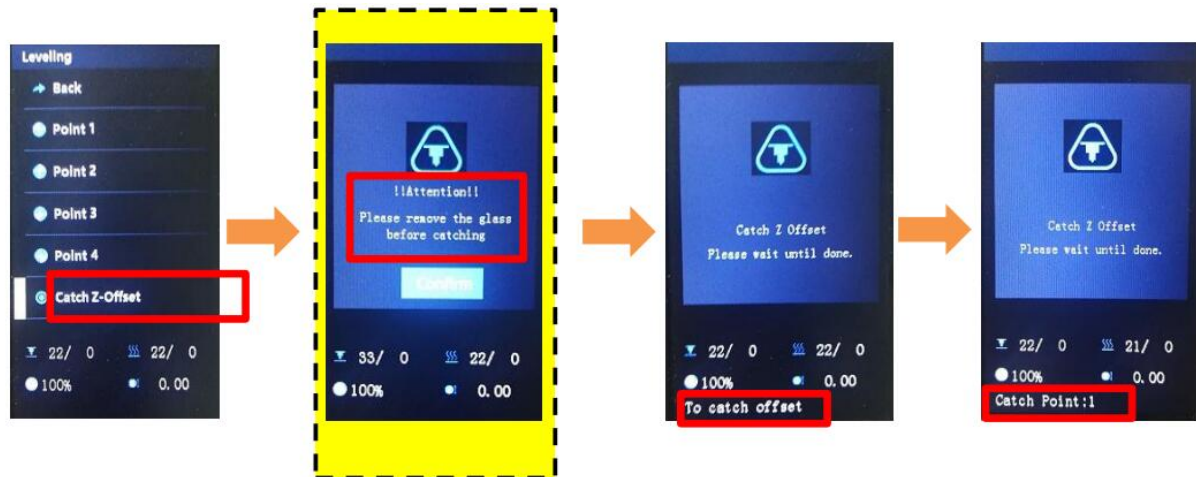 Leveling
Back
Point 1
Point 2
Point 3
Point 4
Catch Z-Offset
22/ 0 22/ 0
100% 0.00
!!Attention!!
Please remove the glass
before catching
Confirm
33/ 0 22/ 0
100% 0.00
Catch Z Offset
Please wait until done.
22/ 0 22/ 0
100% 0.00
To catch offset
Catch Z Offset
Please wait until done.
22/ 0 21/ 0
100% 0.00
Catch Point:1